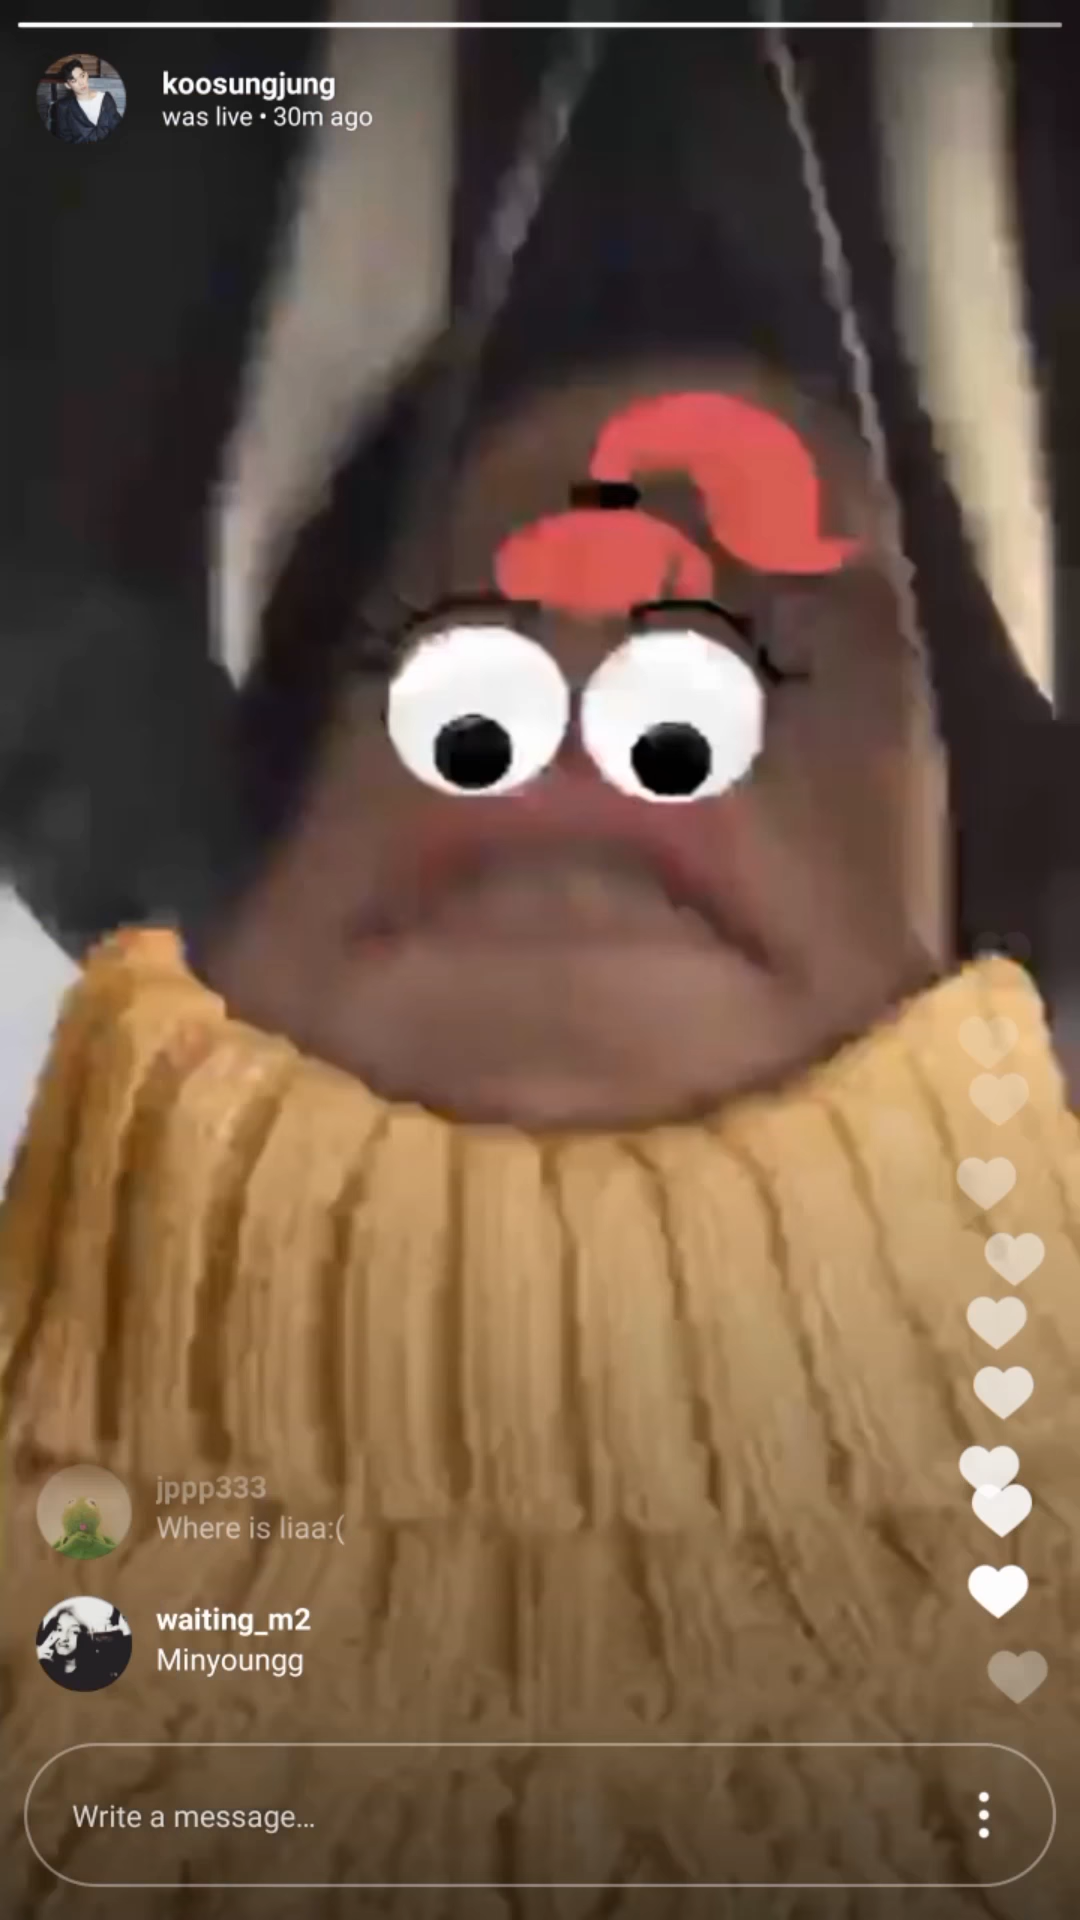 koosungjung
was live • 30m ago
jppp333
Where is liaa:(
waiting_m2
Minyoungg
Write a message...